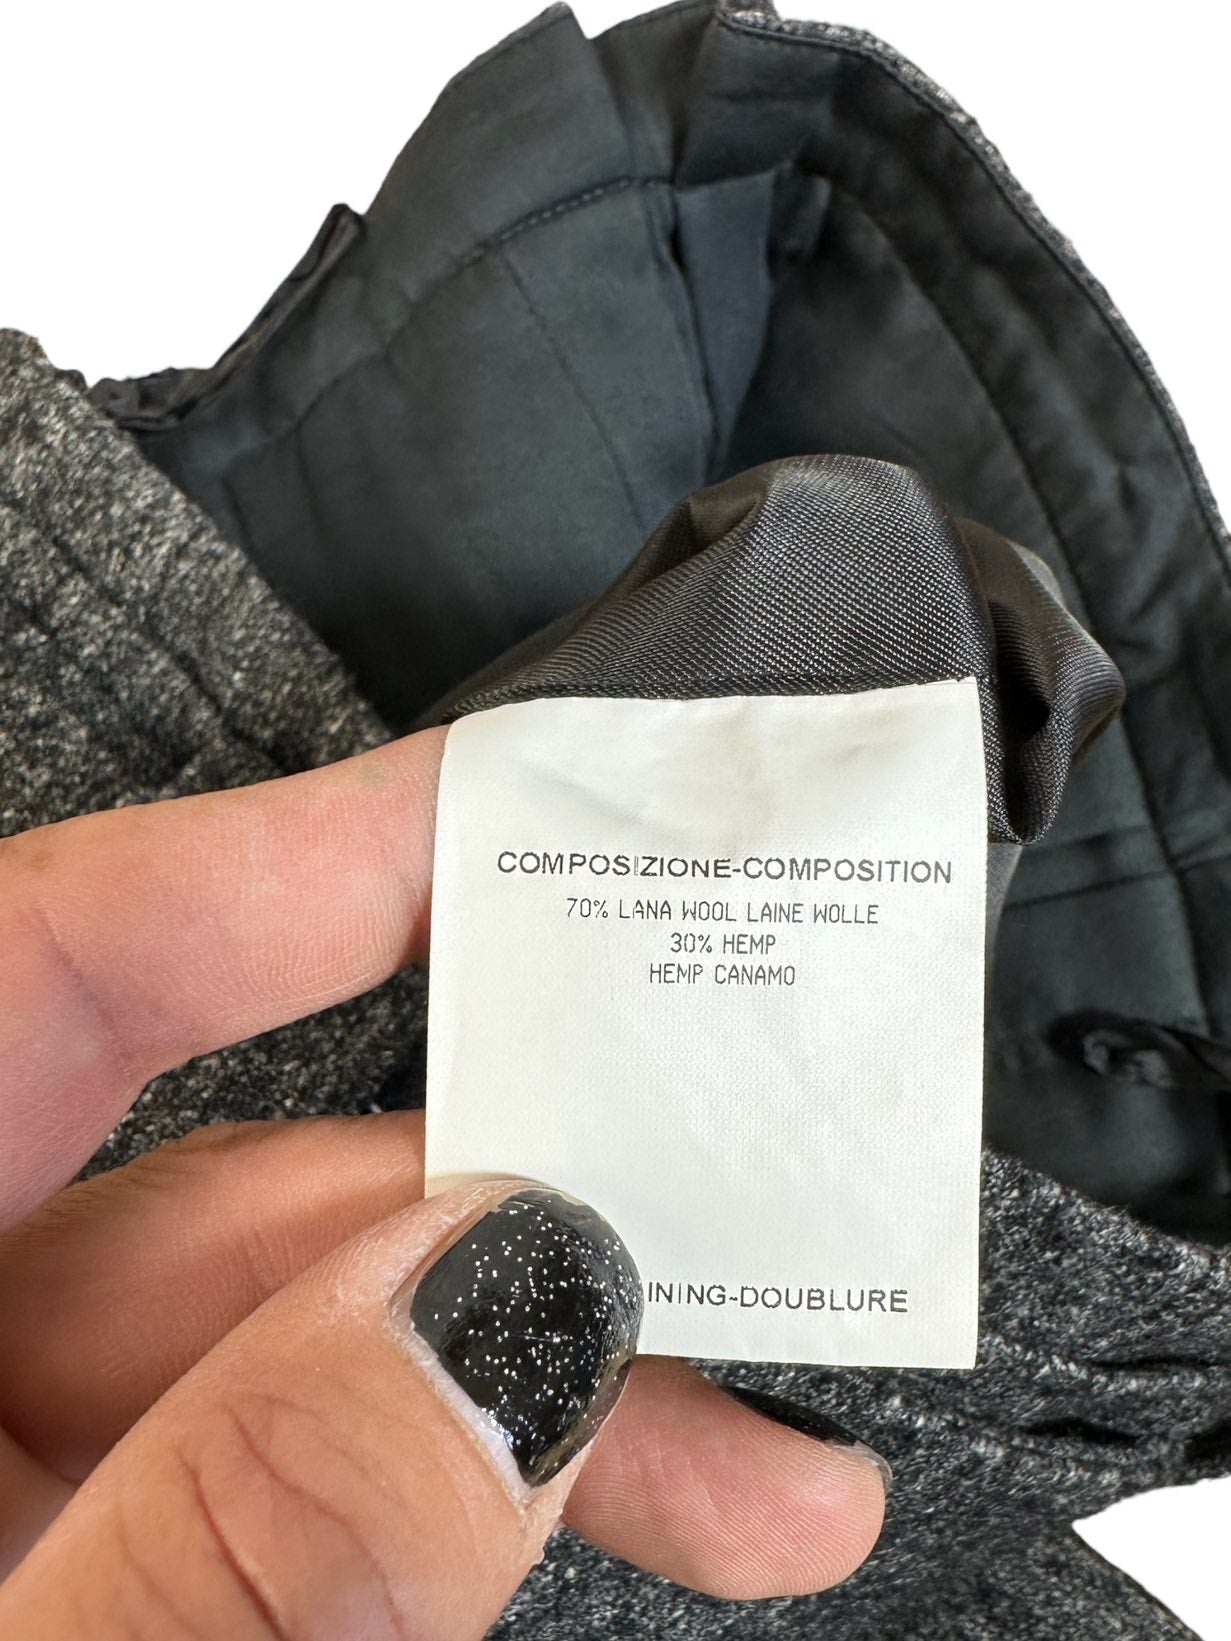 COMPOSIZIONE-COMPOSITION
70% LANA WOOL LAINE WOLLE
30% HEMP
HEMP CANAMO
INING-DOUBLURE